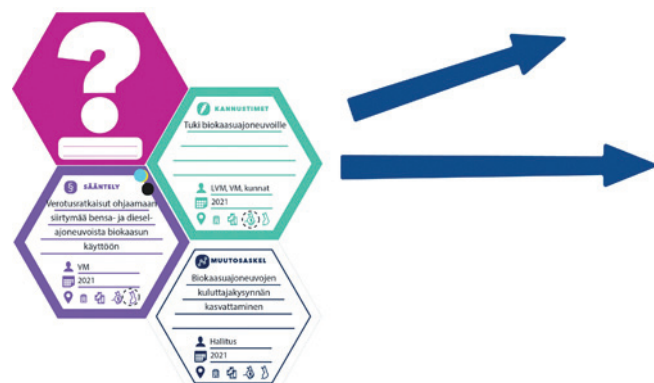 ?
KANNUSTIMET
Tuki biokaasuajoneuvoille
LVM, VM, kunnat
2021
§ SÄÄNTELY
Verotusratkaisut ohjaamaan
siirtymää bensa- ja diesel-
ajoneuvoista biokaasun
käyttöön
VM
2021
MUUTOSASKEL
Biokaasuajoneuvojen
kuluttajakysynnän
kasvattaminen
Hallitus
2021